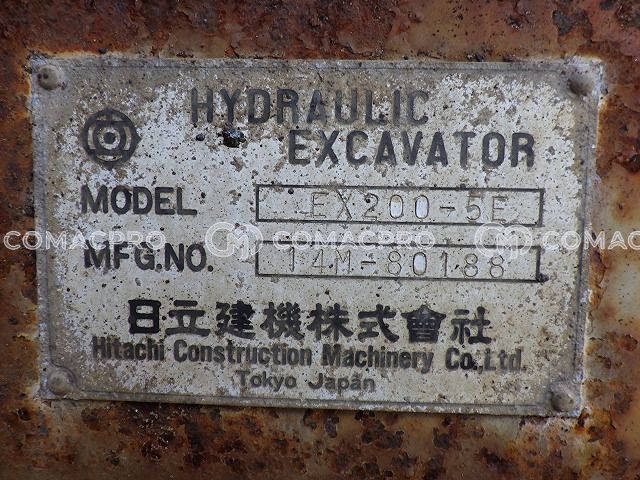 HYDRAULIC
EXCAVATOR
MODEL EX200-5E
COMACPRO COMACPRO COMACPRO
MFG.NO. 14M-80188
日立建機株式會社
Hitachi Construction Machinery Co.,Ltd.
Tokyo Japan